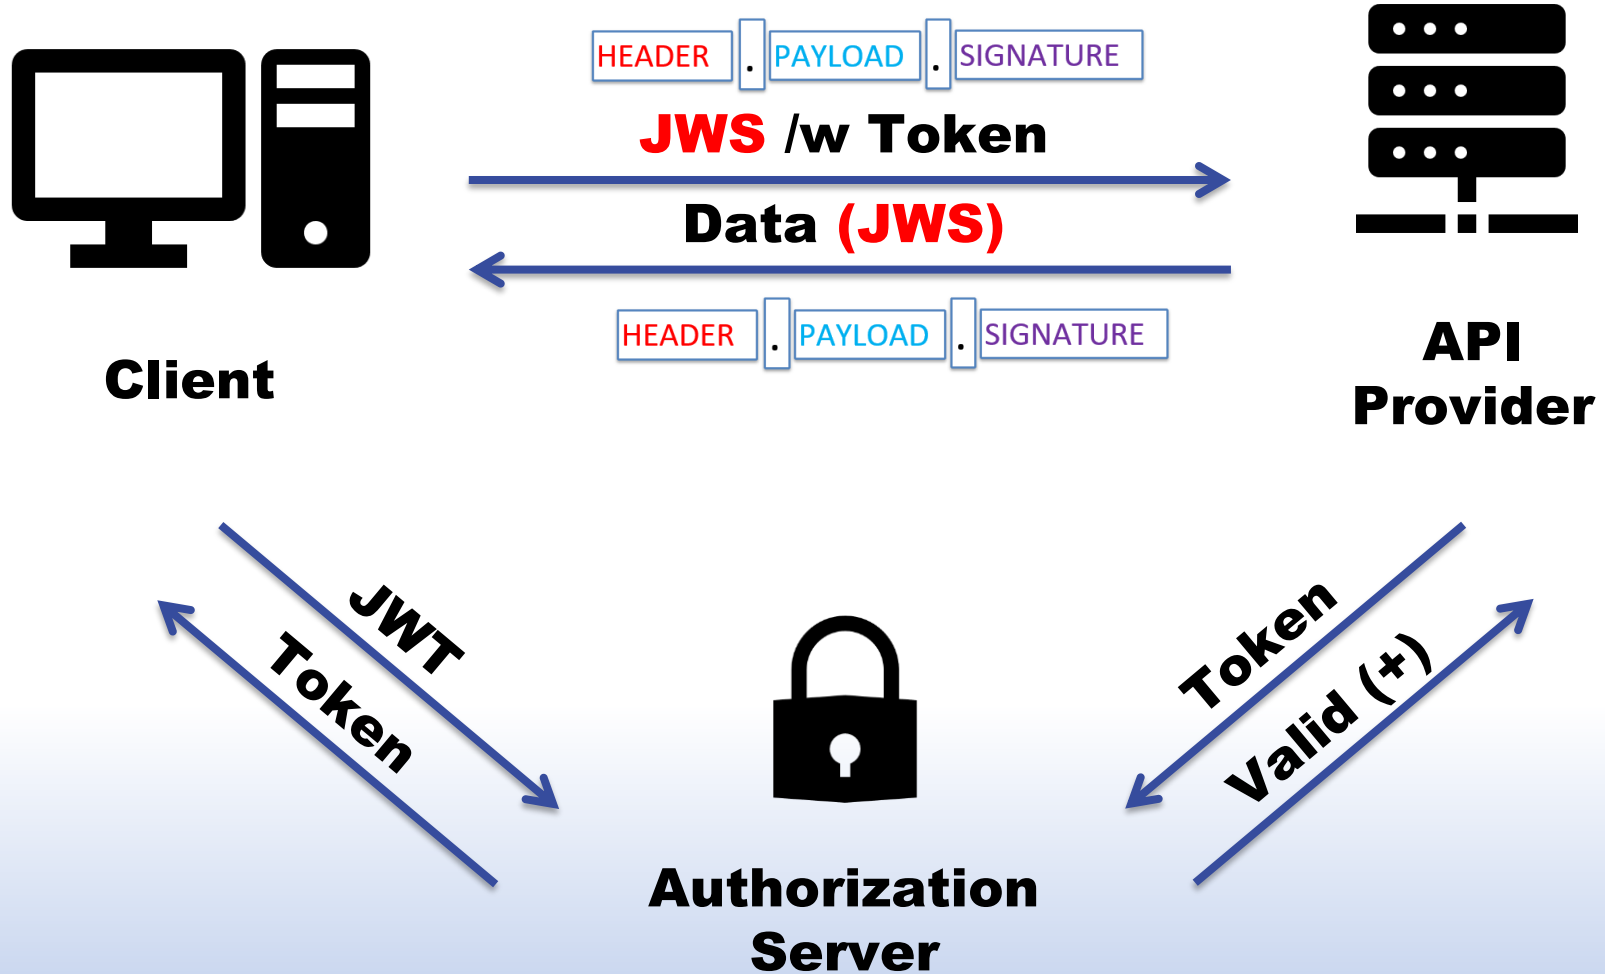 HEADER . PAYLOAD . SIGNATURE
JWS /w Token
Data (JWS)
HEADER . PAYLOAD . SIGNATURE
Client
API
Provider
JWT
Token
Token
Valid (+)
Authorization
Server